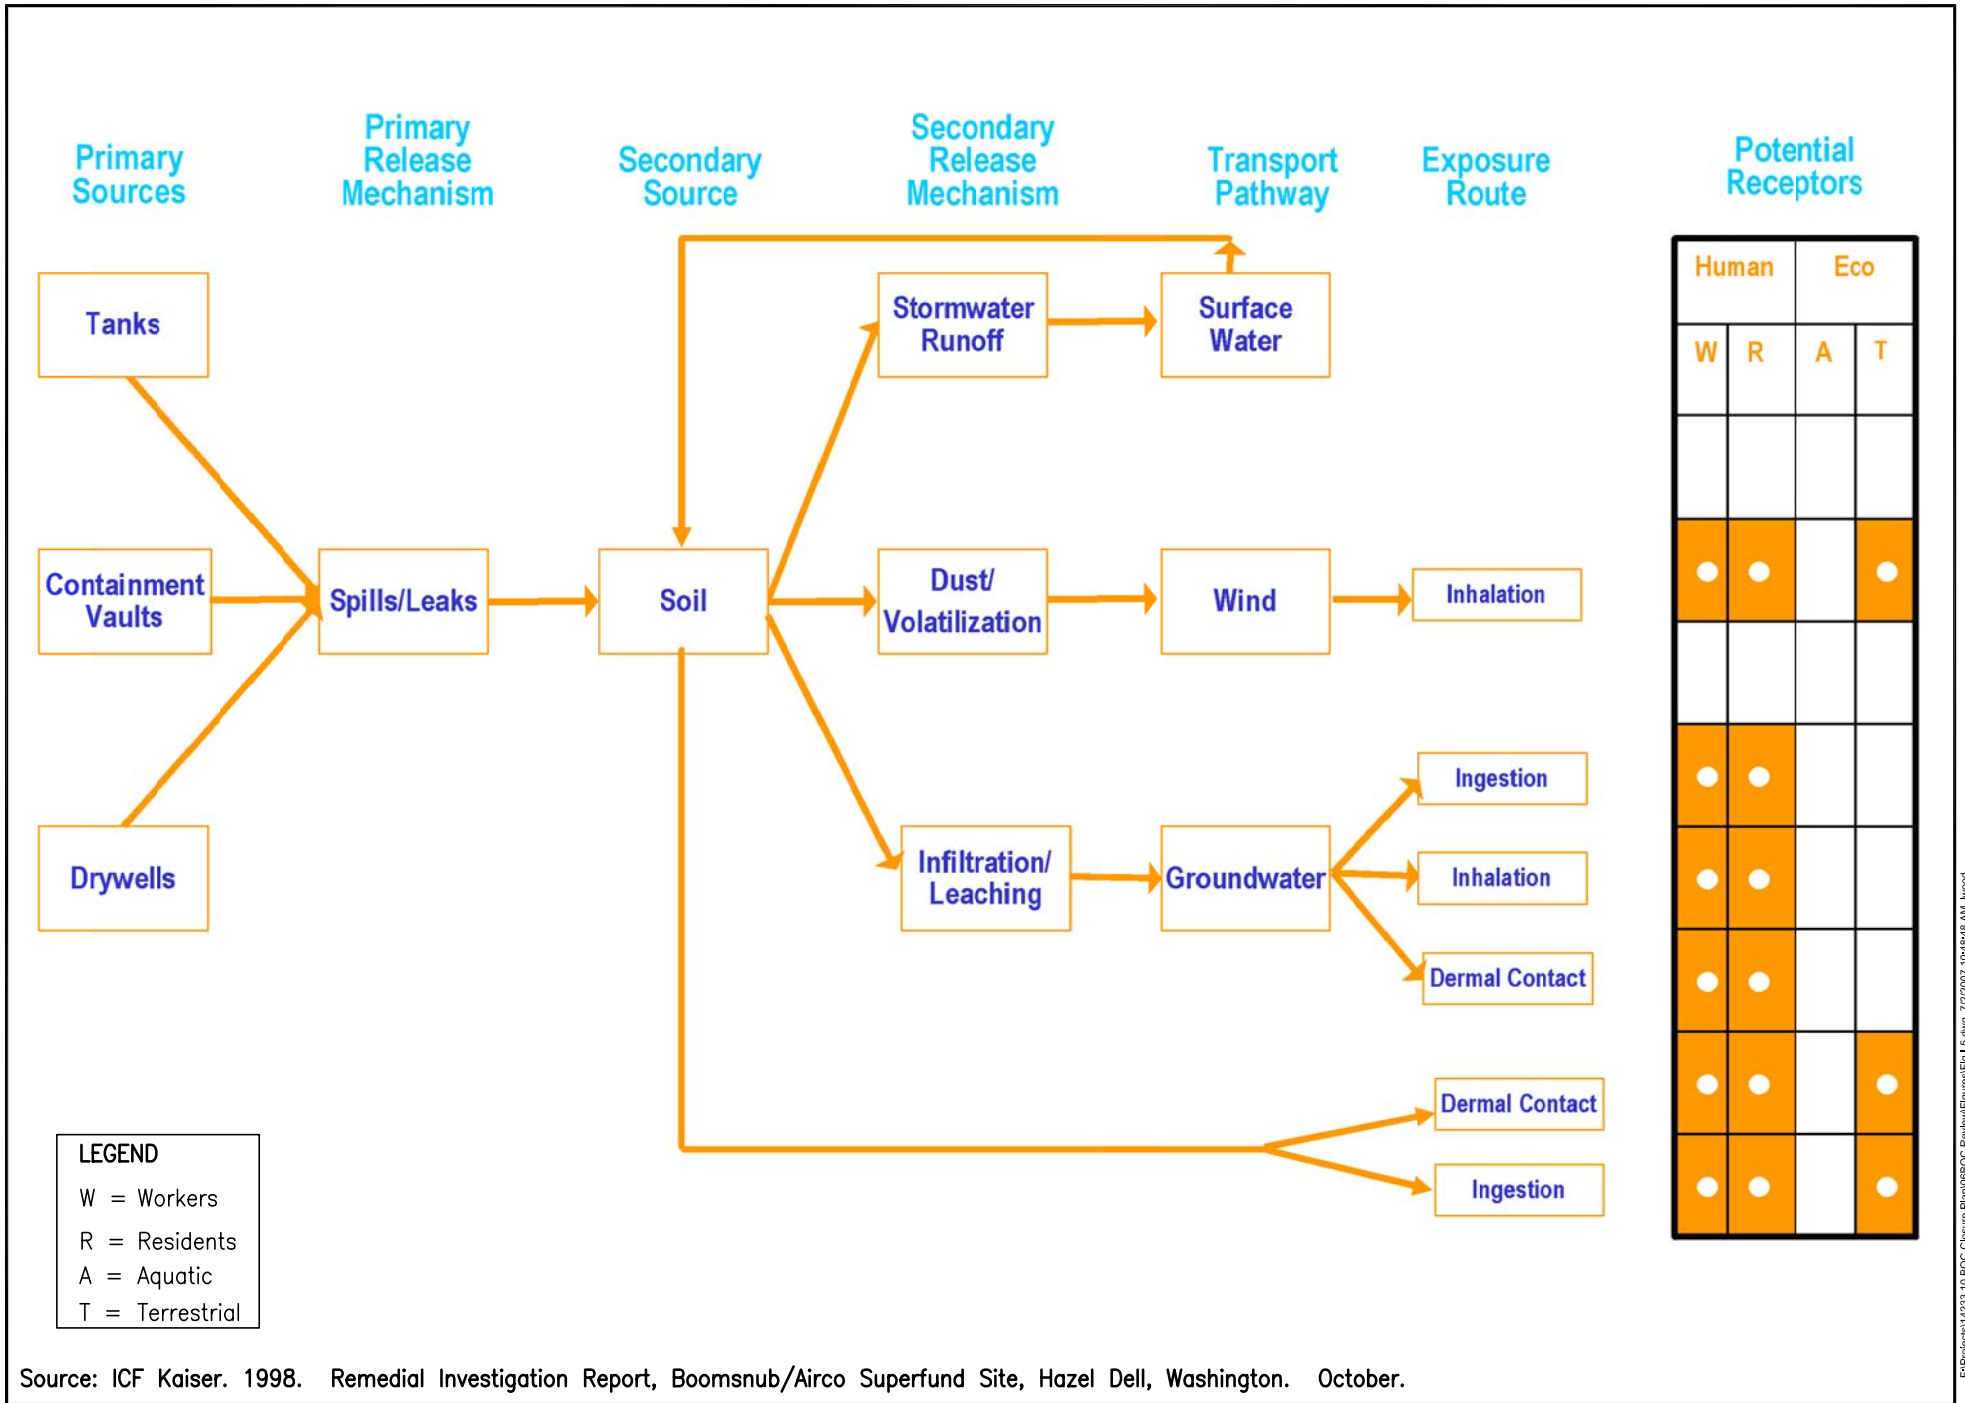 Primary
Sources
Primary
Release
Mechanism
Secondary
Source
Secondary
Release
Mechanism
Transport
Pathway
Exposure
Route
Potential
Receptors
Human
Eco
W
R
A
T
Tanks
Stormwater
Runoff
Surface
Water
Containment
Vaults
Spills/Leaks
Soil
Dust/
Volatilization
Wind
Inhalation
Drywells
Infiltration/
Leaching
Groundwater
Ingestion
Inhalation
Dermal Contact
Dermal Contact
Ingestion
LEGEND
W = Workers
R = Residents
A = Aquatic
T = Terrestrial
Source: ICF Kaiser. 1998. Remedial Investigation Report, Boomsnub/Airco Superfund Site, Hazel Dell, Washington. October.